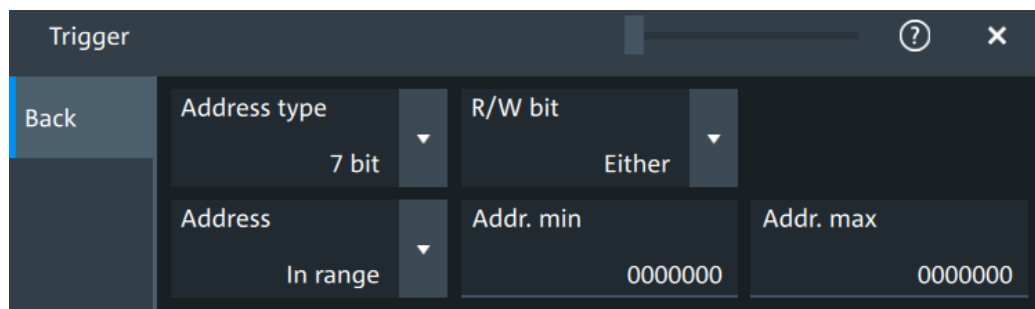 Trigger
?
Back
Address type
7 bit
R/W bit
Either
Address
In range
Addr. min
0000000
Addr. max
0000000